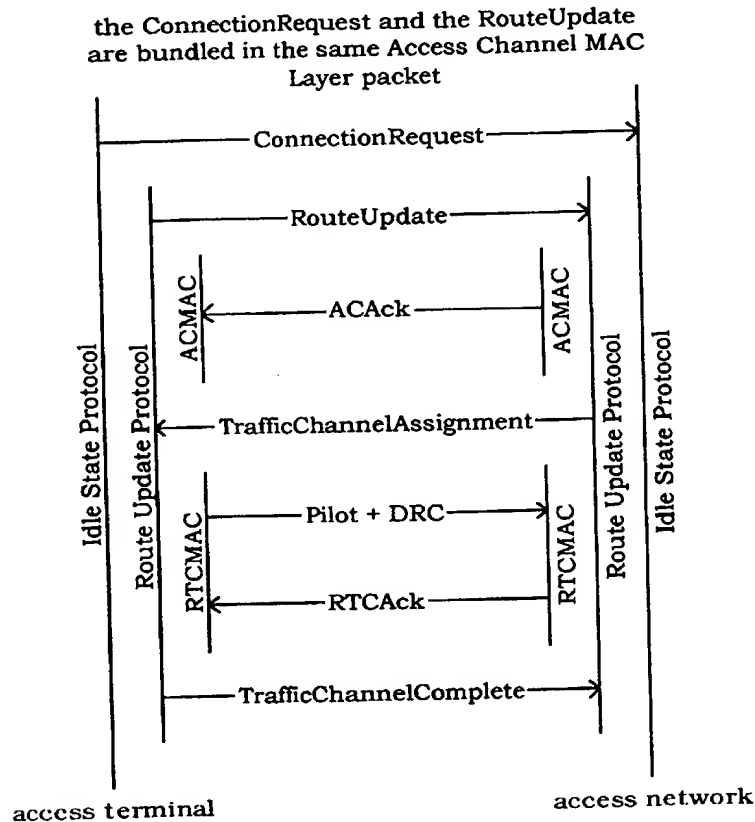 the ConnectionRequest and the RouteUpdate
are bundled in the same Access Channel MAC
Layer packet
ConnectionRequest
RouteUpdate
ACMAC
ACAck
ACMAC
Idle State Protocol
Route Update Protocol
TrafficChannelAssignment
Route Update Protocol
Idle State Protocol
RTCMAC
Pilot + DRC
RTCMAC
RTCAck
TrafficChannelComplete
access terminal
access network